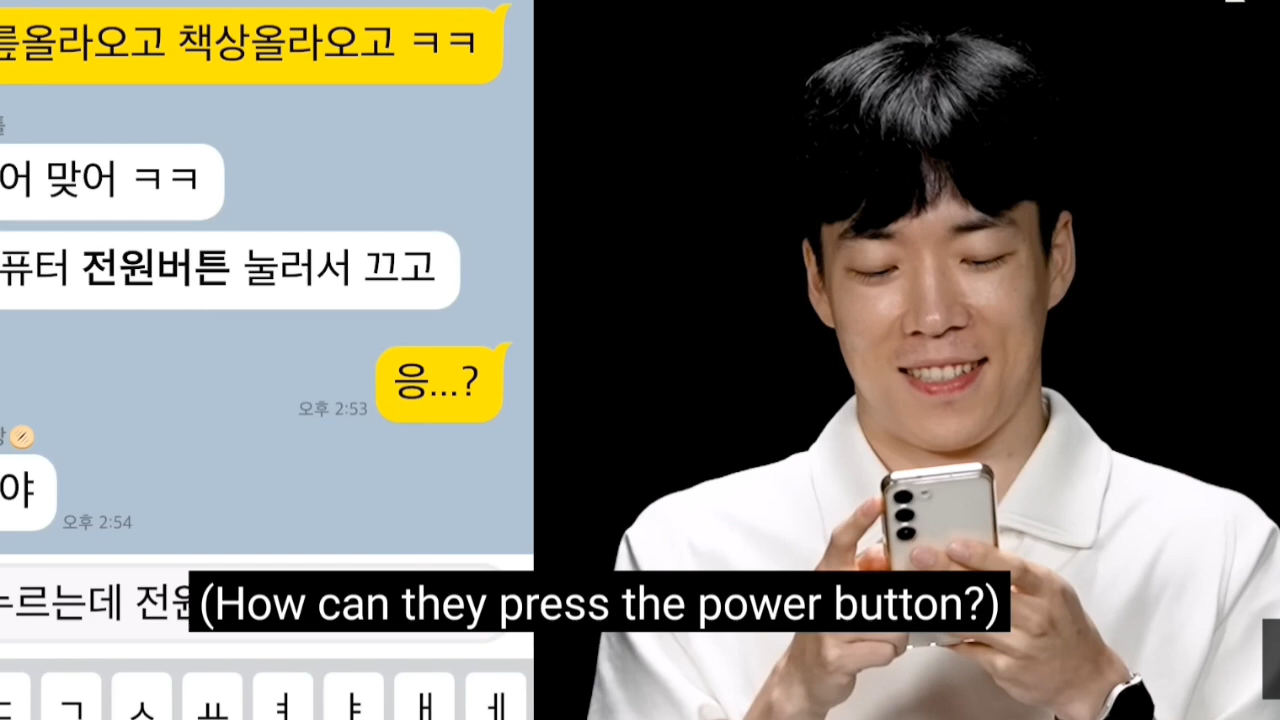 올라오고 책상올라오고 ㅋㅋ
어 맞어 ㅋㅋ
퓨터 전원버튼 눌러서 끄고
응...?
오후 2:53
야
오후 2:54
누르는데 전원
(How can they press the power button?)
ㄱ ㅅ ㅛ ㅕ ㅑ ㅐ ㅔ